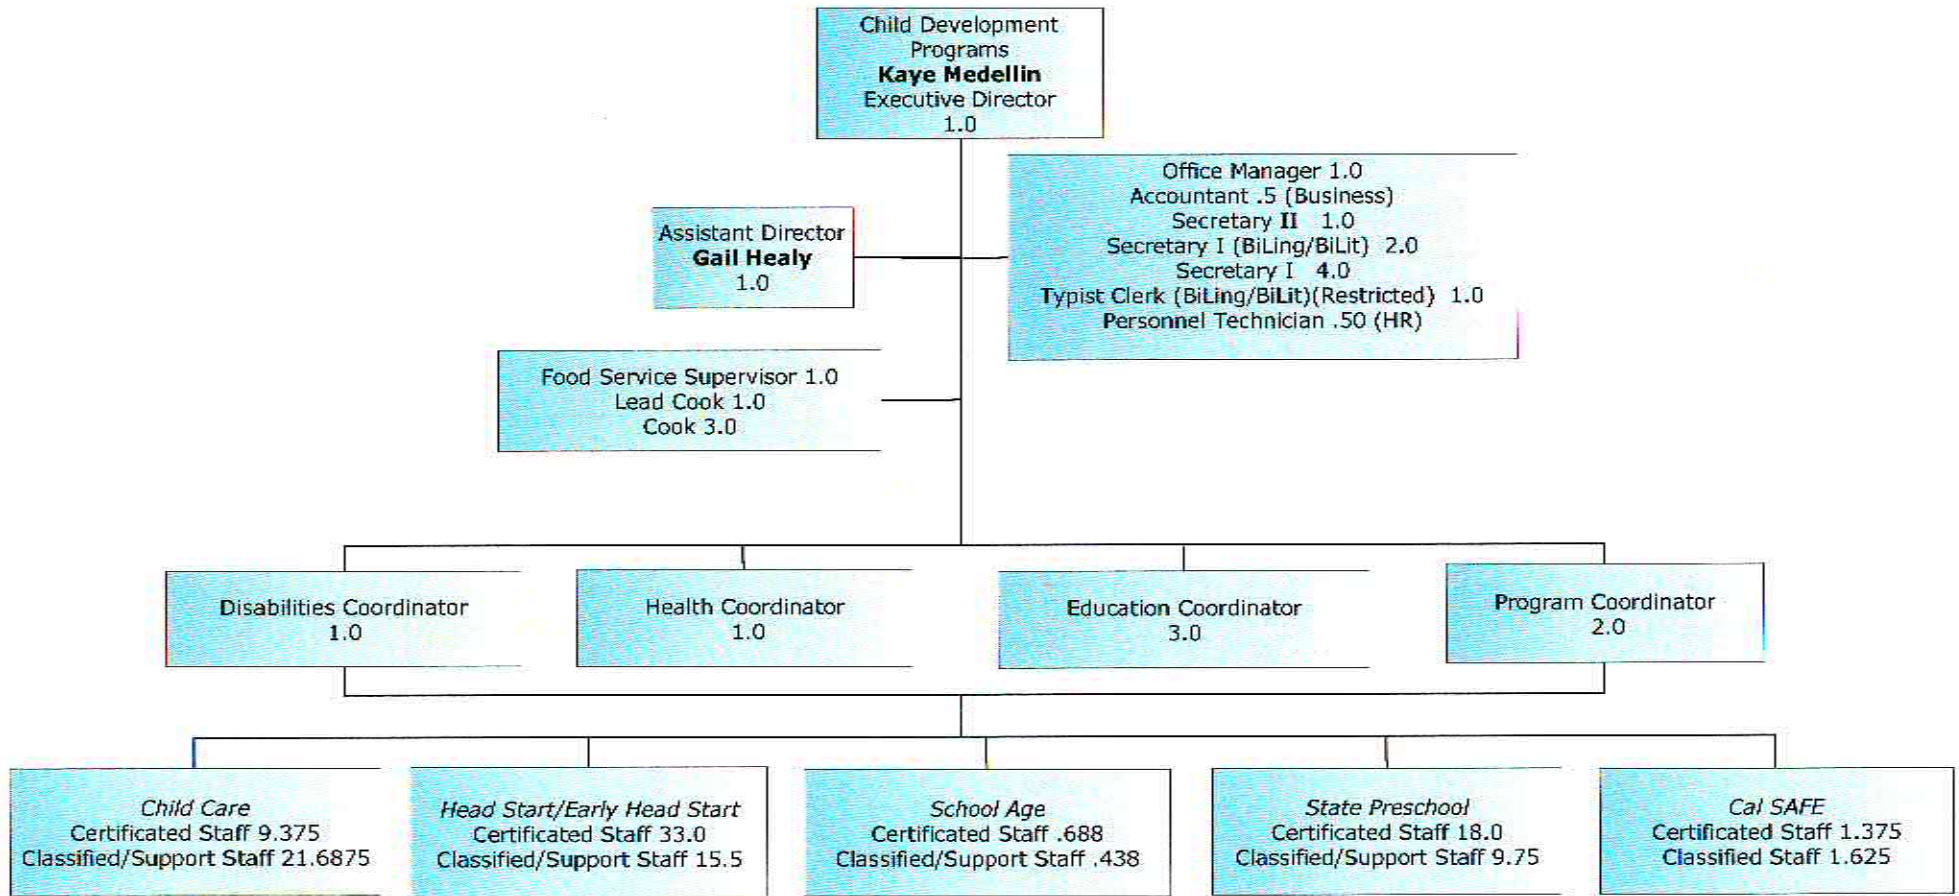 Child Development
Programs
Kaye Medellin
Executive Director
1.0
Office Manager 1.0
Accountant .5 (Business)
Secretary II 1.0
Secretary I (BiLing/BiLit) 2.0
Secretary I 4.0
Typist Clerk (BiLing/BiLit)(Restricted) 1.0
Personnel Technician .50 (HR)
Assistant Director
Gail Healy
1.0
Food Service Supervisor 1.0
Lead Cook 1.0
Cook 3.0
Disabilities Coordinator
1.0
Health Coordinator
1.0
Education Coordinator
3.0
Program Coordinator
2.0
Child Care
Certificated Staff 9.375
Classified/Support Staff 21.6875
Head Start/Early Head Start
Certificated Staff 33.0
Classified/Support Staff 15.5
School Age
Certificated Staff .688
Classified/Support Staff .438
State Preschool
Certificated Staff 18.0
Classified/Support Staff 9.75
Cal SAFE
Certificated Staff 1.375
Classified Staff 1.625